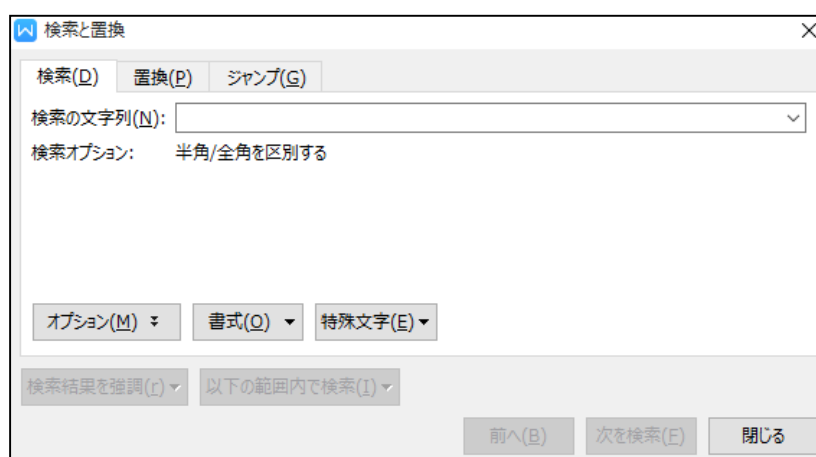 検索と置換
検索(D) 置換(P) ジャンプ(G)
検索の文字列(N):
検索オプション: 半角/全角を区別する
オプション(M) 書式(O) 特殊文字(E)
検索結果を強調(r) 以下の範囲内で検索(I)
前へ(B) 次を検索(F) 閉じる